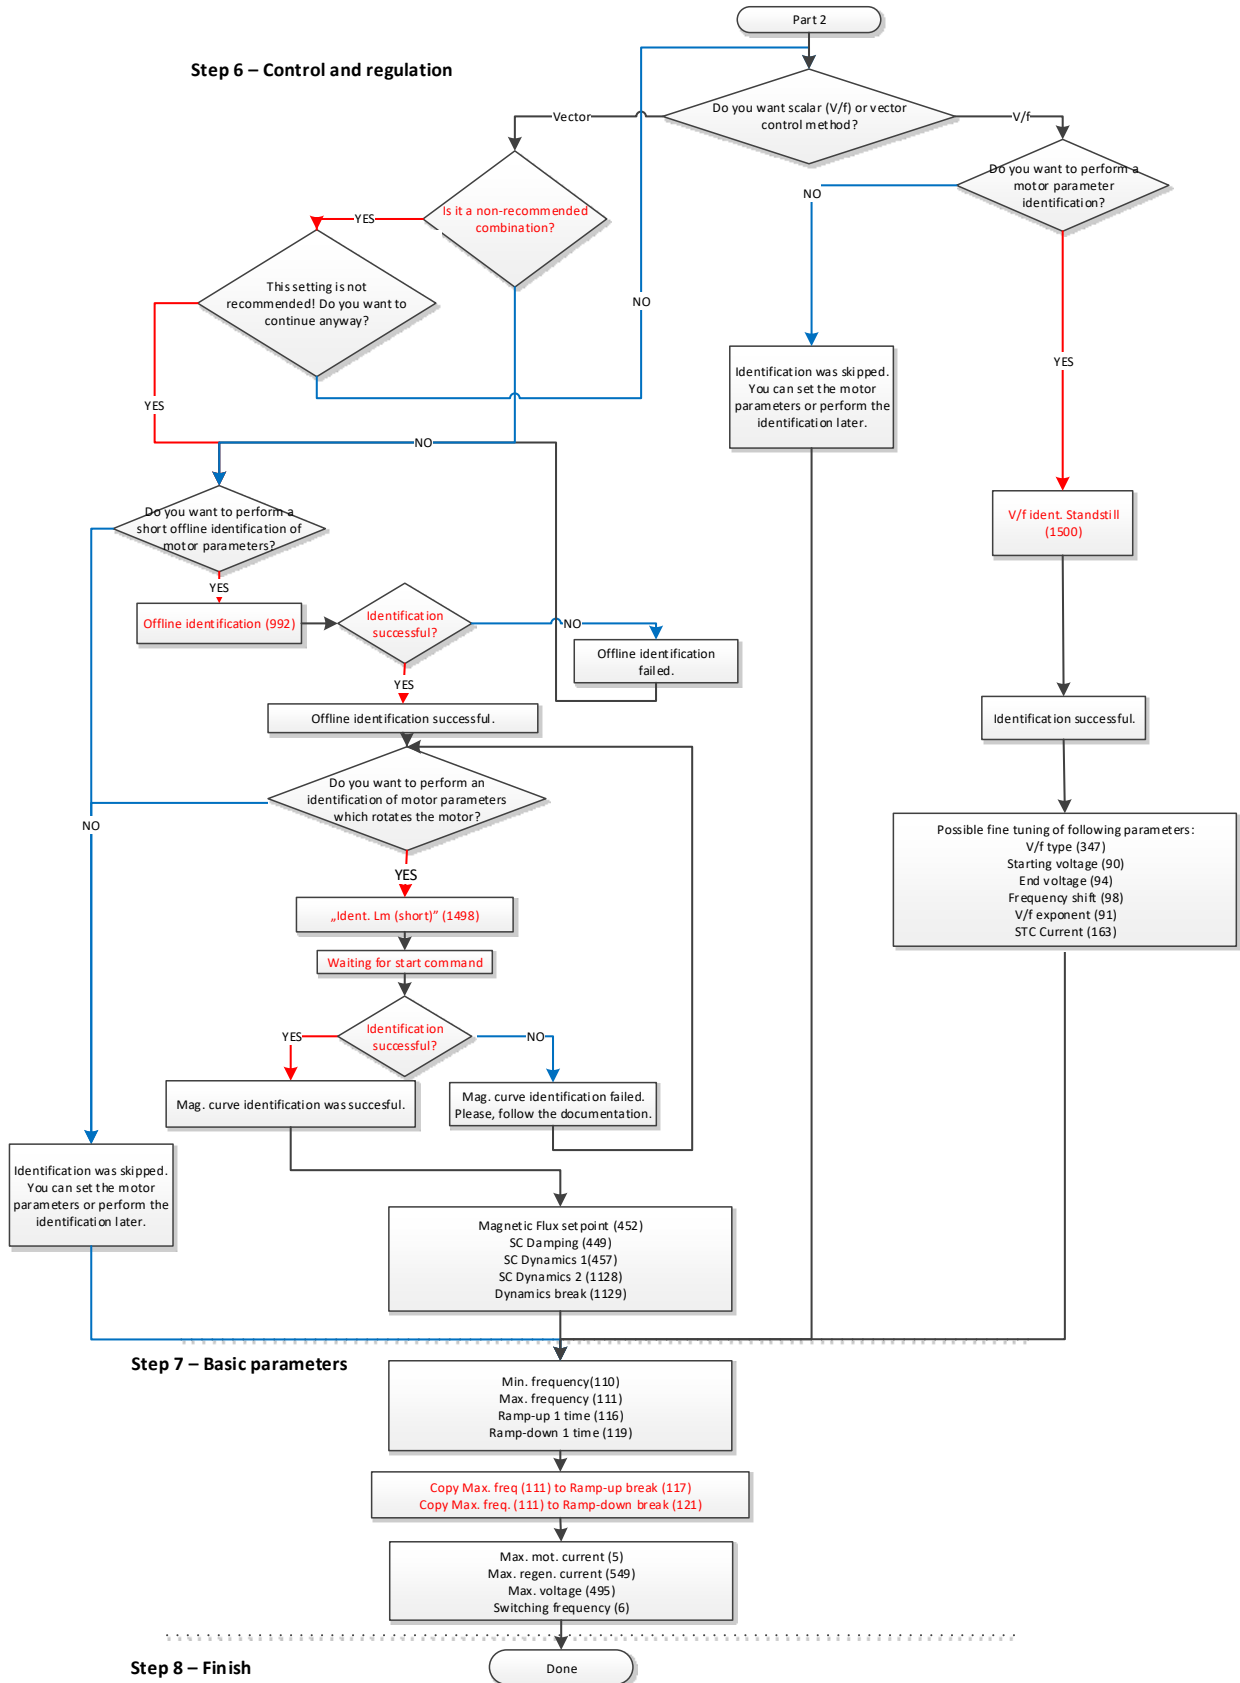 Part 2
Step 6 – Control and regulation
Do you want scalar (V/f) or vector
control method?
Vector
V/f
Do you want to perform a
motor parameter
identification?
NO
Is it a non-recommended
combination?
YES
This setting is not
recommended! Do you want to
continue anyway?
NO
YES
Identification was skipped.
You can set the motor
parameters or perform the
identification later.
YES
NO
Do you want to perform a
short offline identification of
motor parameters?
V/f ident. Standstill
(1500)
YES
Offline identification (992)
Identification
successful?
NO
Offline identification
failed.
YES
Offline identification successful.
Identification successful.
Do you want to perform an
identification of motor parameters
which rotates the motor?
NO
Possible fine tuning of following parameters:
V/f type (347)
Starting voltage (90)
End voltage (94)
Frequency shift (98)
V/f exponent (91)
STC Current (163)
YES
„Ident. Lm (short)” (1498)
Waiting for start command
Identification
successful?
YES
NO
Mag. curve identification was succesful.
Mag. curve identification failed.
Please, follow the documentation.
Identification was skipped.
You can set the motor
parameters or perform the
identification later.
Magnetic Flux setpoint (452)
SC Damping (449)
SC Dynamics 1(457)
SC Dynamics 2 (1128)
Dynamics break (1129)
Step 7 – Basic parameters
Min. frequency(110)
Max. frequency (111)
Ramp-up 1 time (116)
Ramp-down 1 time (119)
Copy Max. freq (111) to Ramp-up break (117)
Copy Max. freq. (111) to Ramp-down break (121)
Max. mot. current (5)
Max. regen. current (549)
Max. voltage (495)
Switching frequency (6)
Step 8 – Finish
Done